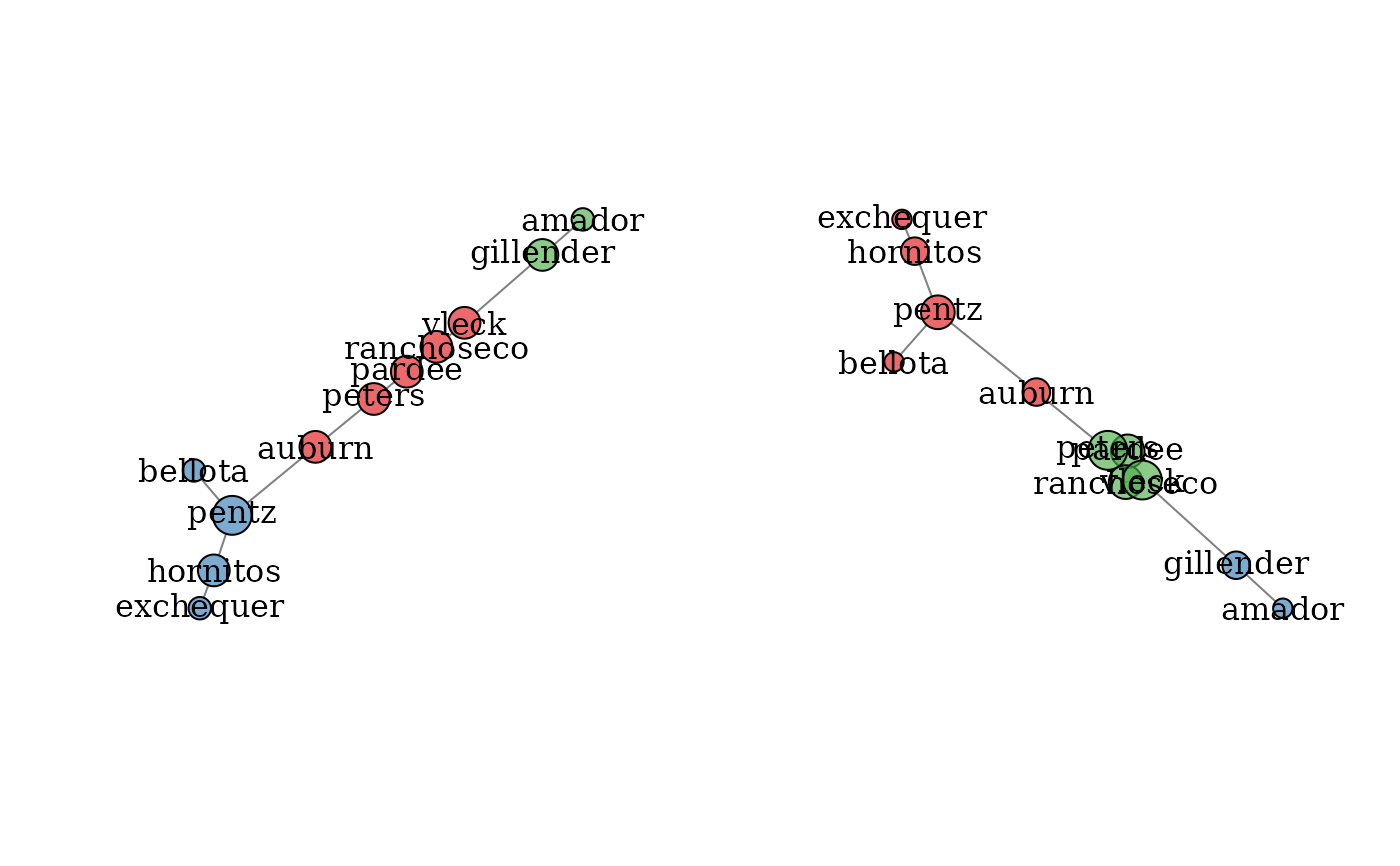 amador
gillender
vleck
ranchoseco
pardee
peters
auburn
bellota
pentz
hornitos
exchequer
exchequer
hornitos
pentz
bellota
auburn
peters
pardee
vleck
ranchoseco
gillender
amador